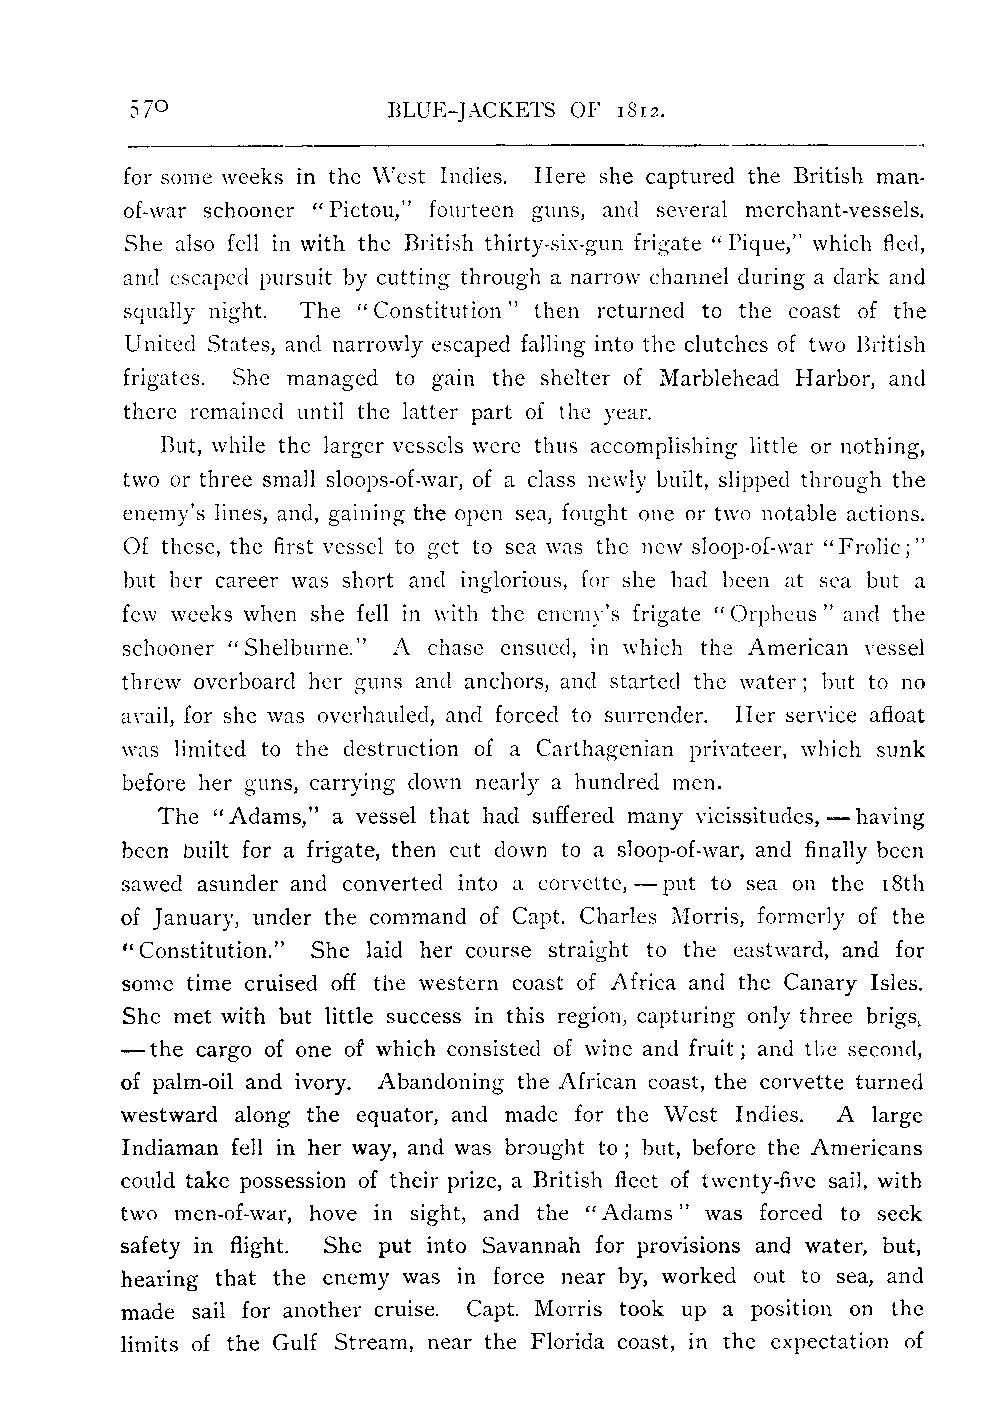 570 BLUE-JACKETS OF 1812.
for some weeks in the West Indies. Here she captured the British man-
of-war schooner “Pictou,” fourteen guns, and several merchant-vessels.
She also fell in with the British thirty-six-gun frigate “Pique,” which fled,
and escaped pursuit by cutting through a narrow channel during a dark and
squally night. The “Constitution” then returned to the coast of the
United States, and narrowly escaped falling into the clutches of two British
frigates. She managed to gain the shelter of Marblehead Harbor, and
there remained until the latter part of the year.
But, while the larger vessels were thus accomplishing little or nothing,
two or three small sloops-of-war, of a class newly built, slipped through the
enemy's lines, and, gaining the open sea, fought one or two notable actions.
Of these, the first vessel to get to sea was the new sloop-of-war “Frolic;”
but her career was short and inglorious, for she had been at sea but a
few weeks when she fell in with the enemy's frigate “Orpheus” and the
schooner “Shelburne.” A chase ensued, in which the American vessel
threw overboard her guns and anchors, and started the water; but to no
avail, for she was overhauled, and forced to surrender. Her service afloat
was limited to the destruction of a Carthagenian privateer, which sunk
before her guns, carrying down nearly a hundred men.
The “Adams,” a vessel that had suffered many vicissitudes, — having
been built for a frigate, then cut down to a sloop-of-war, and finally been
sawed asunder and converted into a corvette, — put to sea on the 18th
of January, under the command of Capt. Charles Morris, formerly of the
“Constitution.” She laid her course straight to the eastward, and for
some time cruised off the western coast of Africa and the Canary Isles.
She met with but little success in this region, capturing only three brigs,
— the cargo of one of which consisted of wine and fruit; and the second,
of palm-oil and ivory. Abandoning the African coast, the corvette turned
westward along the equator, and made for the West Indies. A large
Indiaman fell in her way, and was brought to; but, before the Americans
could take possession of their prize, a British fleet of twenty-five sail, with
two men-of-war, hove in sight, and the “Adams” was forced to seek
safety in flight. She put into Savannah for provisions and water, but,
hearing that the enemy was in force near by, worked out to sea, and
made sail for another cruise. Capt. Morris took up a position on the
limits of the Gulf Stream, near the Florida coast, in the expectation of